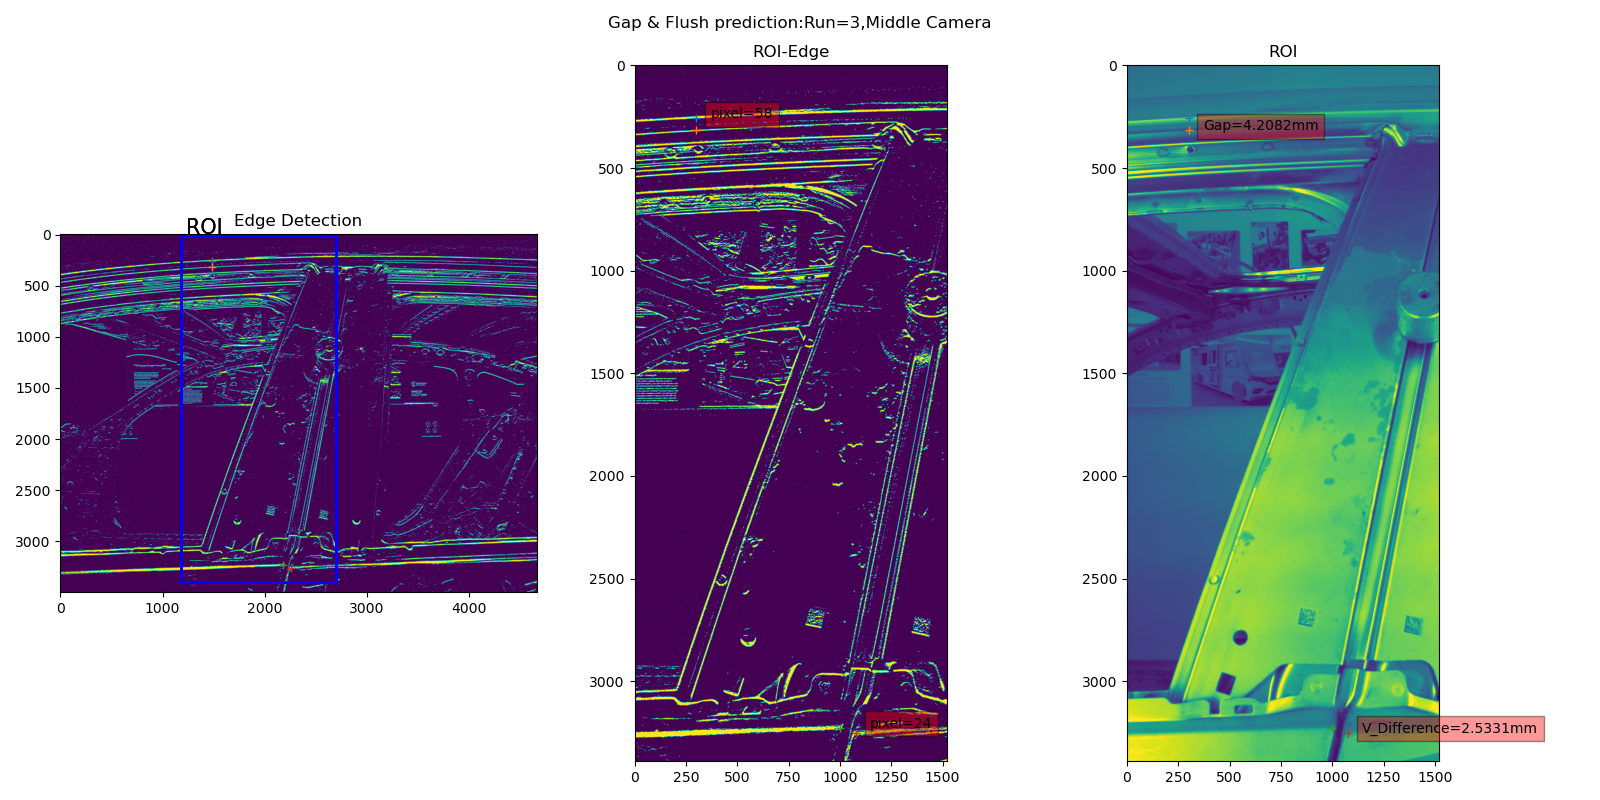 Gap & Flush prediction:Run=3,Middle Camera
ROI Edge Detection
0
500
1000
1500
2000
2500
3000
0 1000 2000 3000 4000
ROI-Edge
0
500
1000
1500
2000
2500
3000
pixel=58
pixel=24
0 250 500 750 1000 1250 1500
ROI
0
500
1000
1500
2000
2500
3000
Gap=4.2082mm
V_Difference=2.5331mm
0 250 500 750 1000 1250 1500